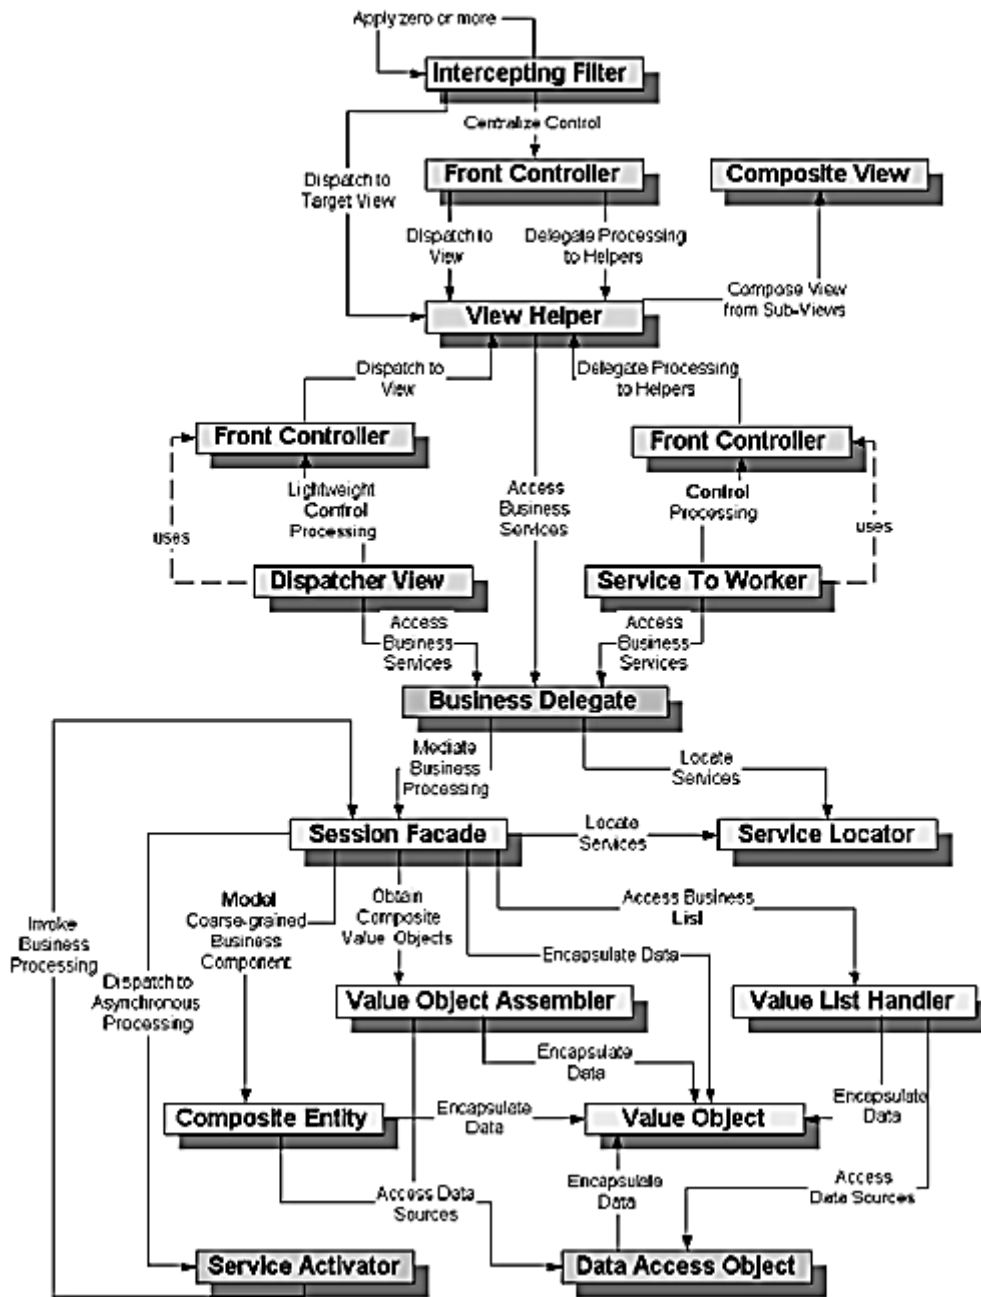 Apply zero or more
Intercepting Filter
Centralize Control
Front Controller
Composite View
Dispatch to
Target View
Dispatch to
View
Delegate Processing
to Helpers
Compose View
from Sub-Views
View Helper
Dispatch to
View
Delegate Processing
to Helpers
Front Controller
Front Controller
Lightweight
Control
Processing
uses
Access
Business
Services
Control
Processing
uses
Dispatcher View
Service To Worker
Access
Business
Services
Access
Business
Services
Business Delegate
Mediate
Business
Processing
Locate
Services
Session Facade
Locate
Services
Service Locator
Invoke
Business
Processing
Model
Coarse-grained
Business
Component
Obtain
Composite
Value Objects
Access Business
List
Encapsulate Data
Dispatch to
Asynchronous
Processing
Value Object Assembler
Value List Handler
Encapsulate
Data
Encapsulate
Data
Composite Entity
Encapsulate
Data
Value Object
Access Data
Sources
Encapsulate
Data
Access
Data Sources
Service Activator
Data Access Object